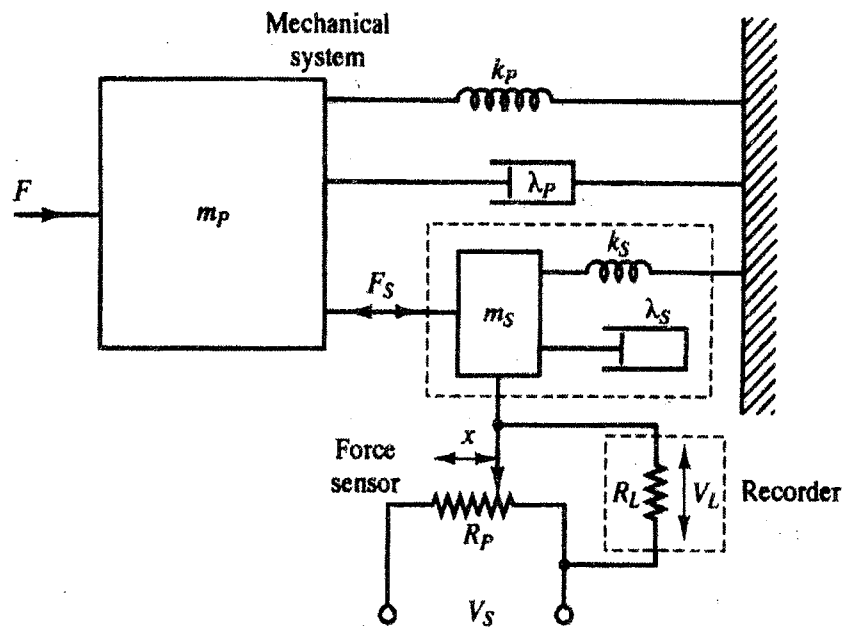 Mechanical
system
k_P
F
m_P
λ_P
k_S
F_S
m_S
λ_S
x
Force
sensor
R_P
R_L
V_L
Recorder
V_S